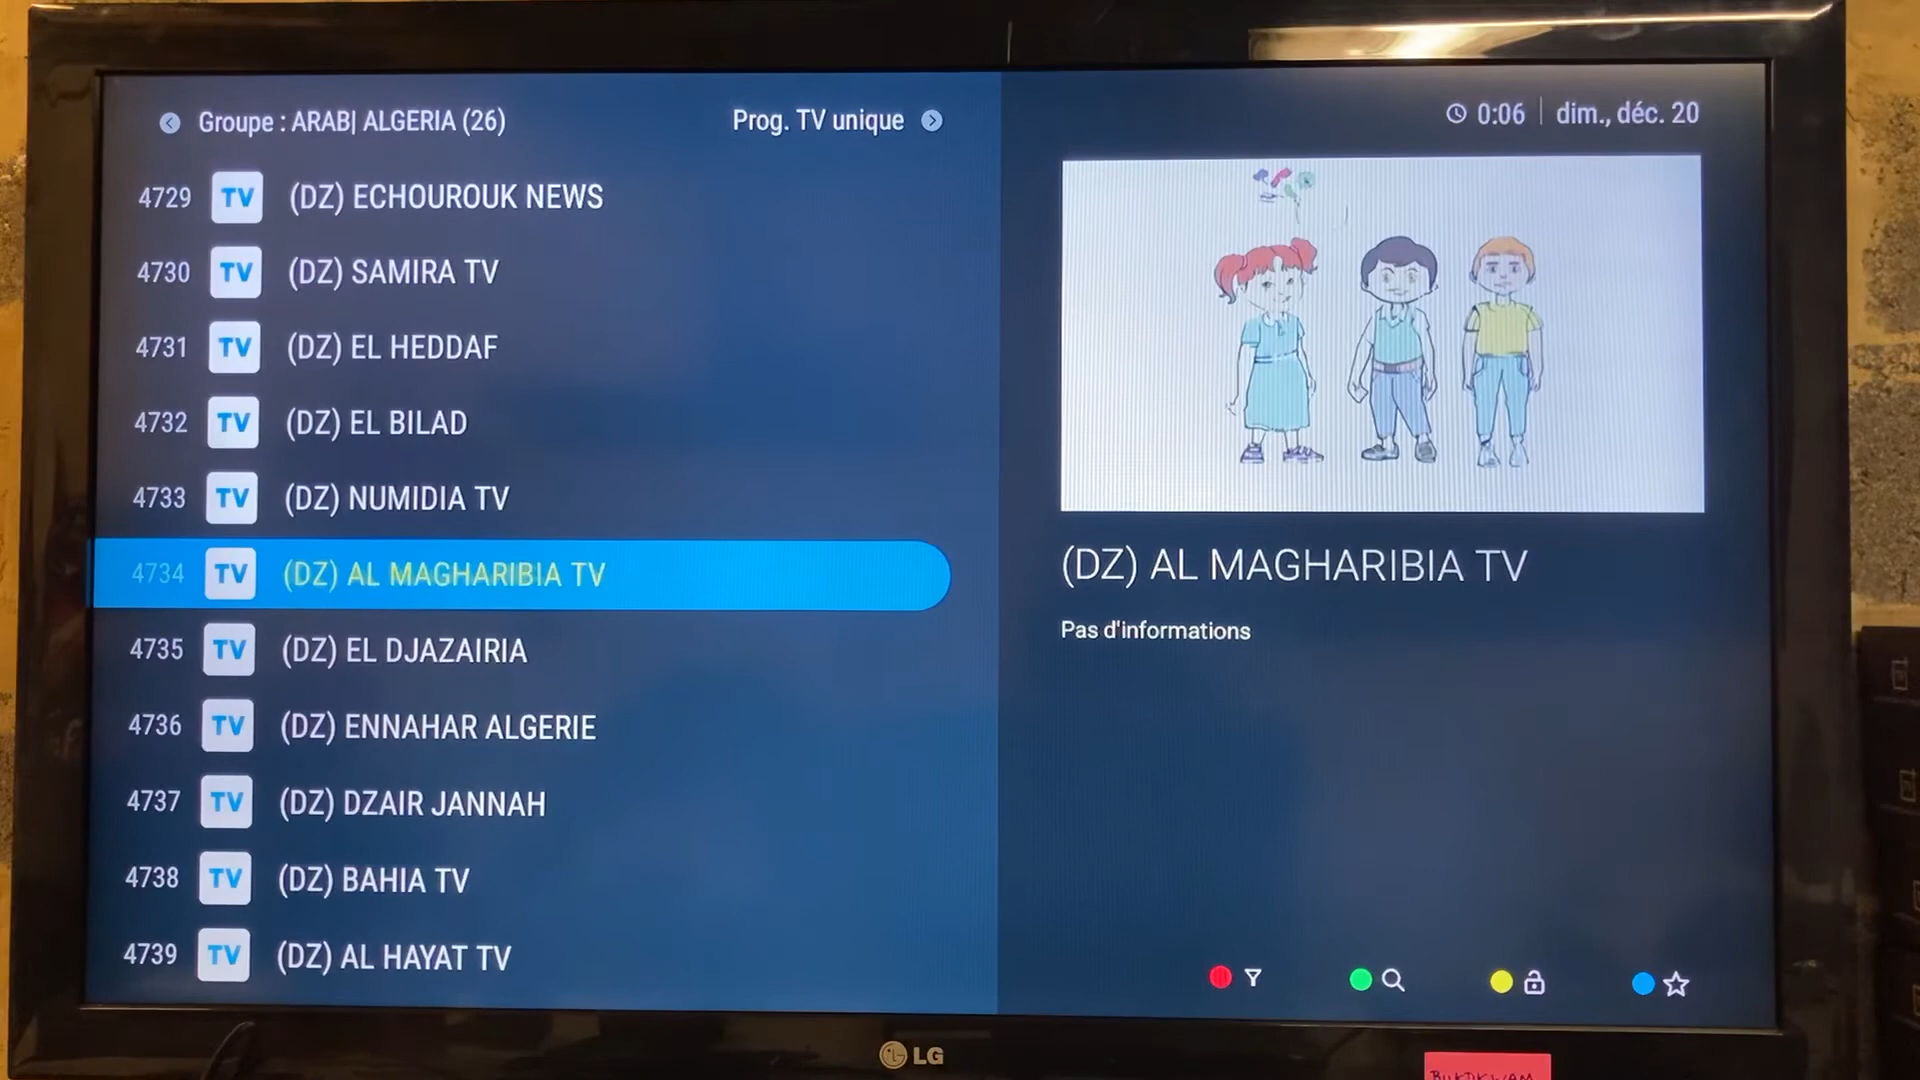 Groupe : ARAB| ALGERIA (26)
Prog. TV unique
4729 TV (DZ) ECHOUROUK NEWS
4730 TV (DZ) SAMIRA TV
4731 TV (DZ) EL HEDDAF
4732 TV (DZ) EL BILAD
4733 TV (DZ) NUMIDIA TV
4734 TV (DZ) AL MAGHARIBIA TV
4735 TV (DZ) EL DJAZAIRIA
4736 TV (DZ) ENNAHAR ALGERIE
4737 TV (DZ) DZAIR JANNAH
4738 TV (DZ) BAHIA TV
4739 TV (DZ) AL HAYAT TV
0:06 dim., déc. 20
(DZ) AL MAGHARIBIA TV
Pas d'informations
LG